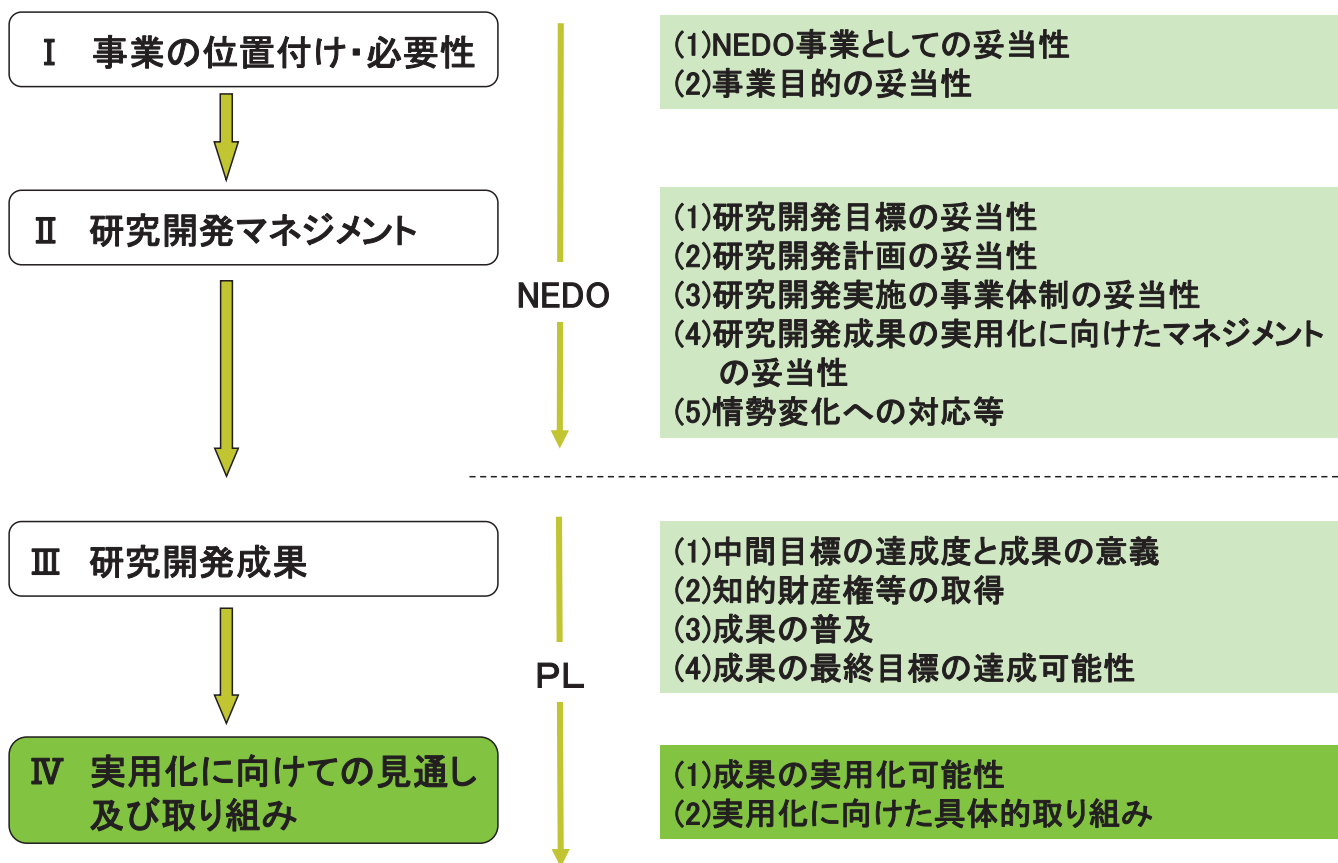 Ⅰ 事業の位置付け・必要性
(1)NEDO事業としての妥当性
(2)事業目的の妥当性
Ⅱ 研究開発マネジメント
NEDO
(1)研究開発目標の妥当性
(2)研究開発計画の妥当性
(3)研究開発実施の事業体制の妥当性
(4)研究開発成果の実用化に向けたマネジメント
の妥当性
(5)情勢変化への対応等
Ⅲ 研究開発成果
PL
(1)中間目標の達成度と成果の意義
(2)知的財産権等の取得
(3)成果の普及
(4)成果の最終目標の達成可能性
Ⅳ 実用化に向けての見通し
及び取り組み
(1)成果の実用化可能性
(2)実用化に向けた具体的取り組み